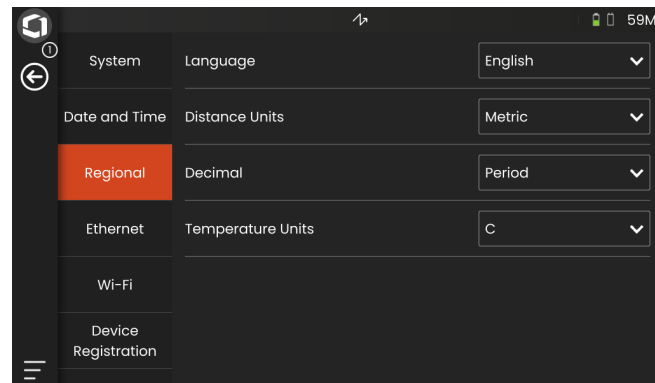 59M
1
System
Language
English
Date and Time
Distance Units
Metric
Regional
Decimal
Period
Ethernet
Temperature Units
C
Wi-Fi
Device
Registration